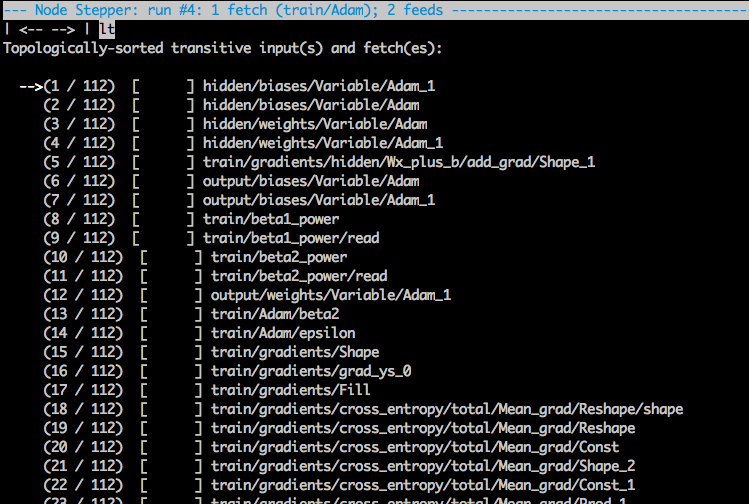 --- Node Stepper: run #4: 1 fetch (train/Adam); 2 feeds -----------------------------------
| <-- --> | lt
Topologically-sorted transitive input(s) and fetch(es):
-->(1 / 112)  [      ] hidden/biases/Variable/Adam_1
(2 / 112)  [      ] hidden/biases/Variable/Adam
(3 / 112)  [      ] hidden/weights/Variable/Adam
(4 / 112)  [      ] hidden/weights/Variable/Adam_1
(5 / 112)  [      ] train/gradients/hidden/Wx_plus_b/add_grad/Shape_1
(6 / 112)  [      ] output/biases/Variable/Adam
(7 / 112)  [      ] output/biases/Variable/Adam_1
(8 / 112)  [      ] train/beta1_power
(9 / 112)  [      ] train/beta1_power/read
(10 / 112)  [      ] train/beta2_power
(11 / 112)  [      ] train/beta2_power/read
(12 / 112)  [      ] output/weights/Variable/Adam_1
(13 / 112)  [      ] train/Adam/beta2
(14 / 112)  [      ] train/Adam/epsilon
(15 / 112)  [      ] train/gradients/Shape
(16 / 112)  [      ] train/gradients/grad_ys_0
(17 / 112)  [      ] train/gradients/Fill
(18 / 112)  [      ] train/gradients/cross_entropy/total/Mean_grad/Reshape/shape
(19 / 112)  [      ] train/gradients/cross_entropy/total/Mean_grad/Reshape
(20 / 112)  [      ] train/gradients/cross_entropy/total/Mean_grad/Const
(21 / 112)  [      ] train/gradients/cross_entropy/total/Mean_grad/Shape_2
(22 / 112)  [      ] train/gradients/cross_entropy/total/Mean_grad/Const_1
(23 / 112)  [      ] train/gradients/cross_entropy/total/Mean_grad/Prod_1